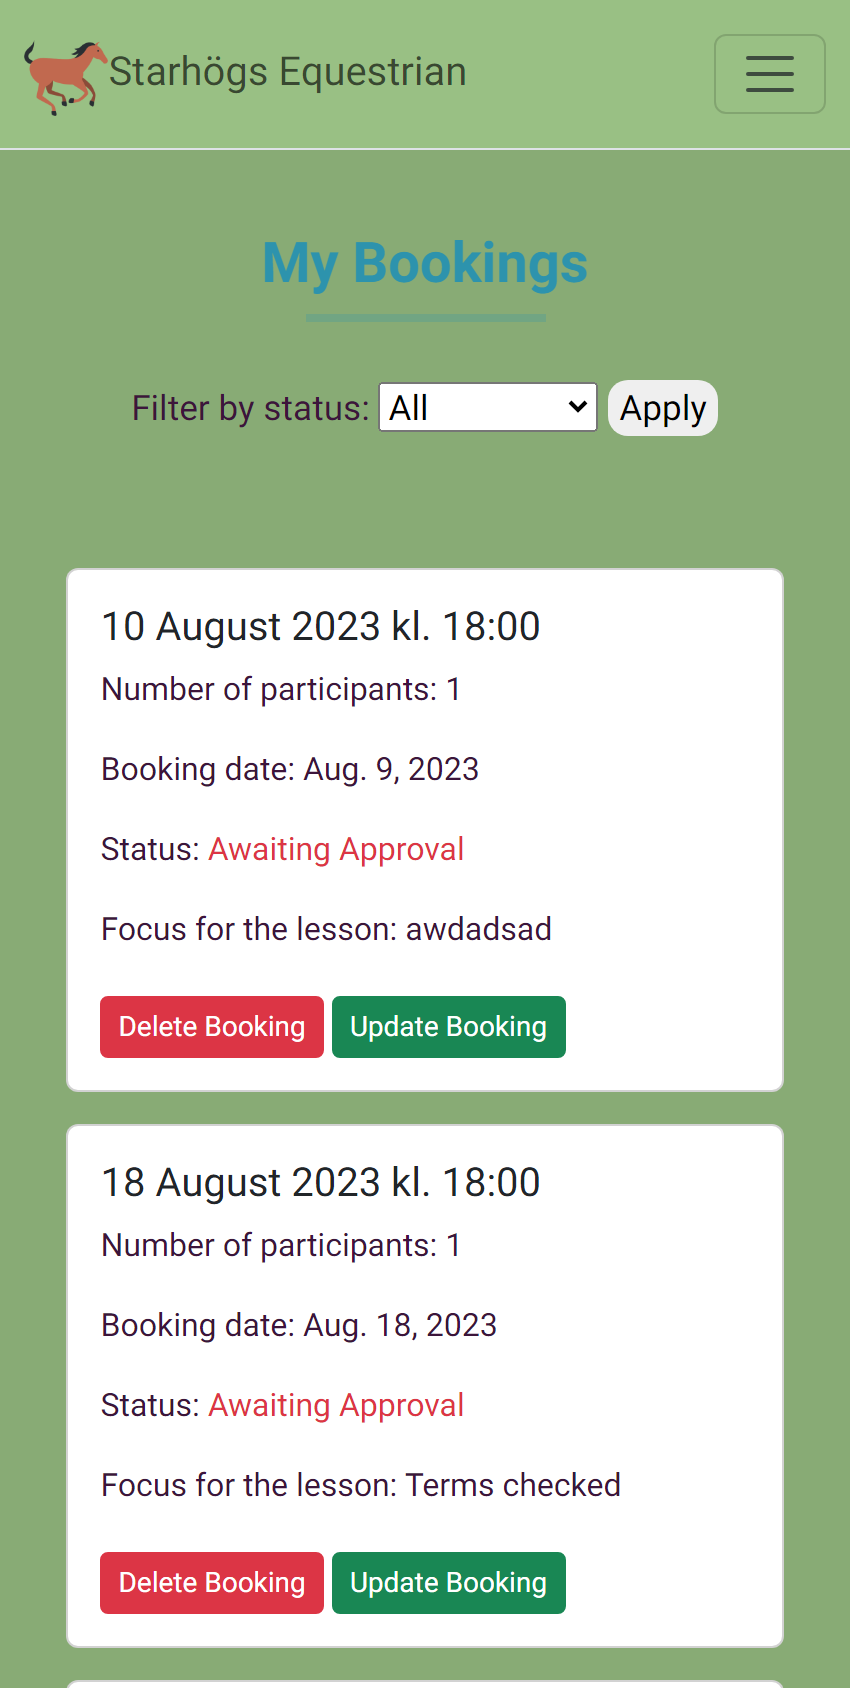 Starhögs Equestrian
My Bookings
Filter by status: All Apply
10 August 2023 kl. 18:00
Number of participants: 1
Booking date: Aug. 9, 2023
Status: Awaiting Approval
Focus for the lesson: awdadsad
Delete Booking Update Booking
18 August 2023 kl. 18:00
Number of participants: 1
Booking date: Aug. 18, 2023
Status: Awaiting Approval
Focus for the lesson: Terms checked
Delete Booking Update Booking